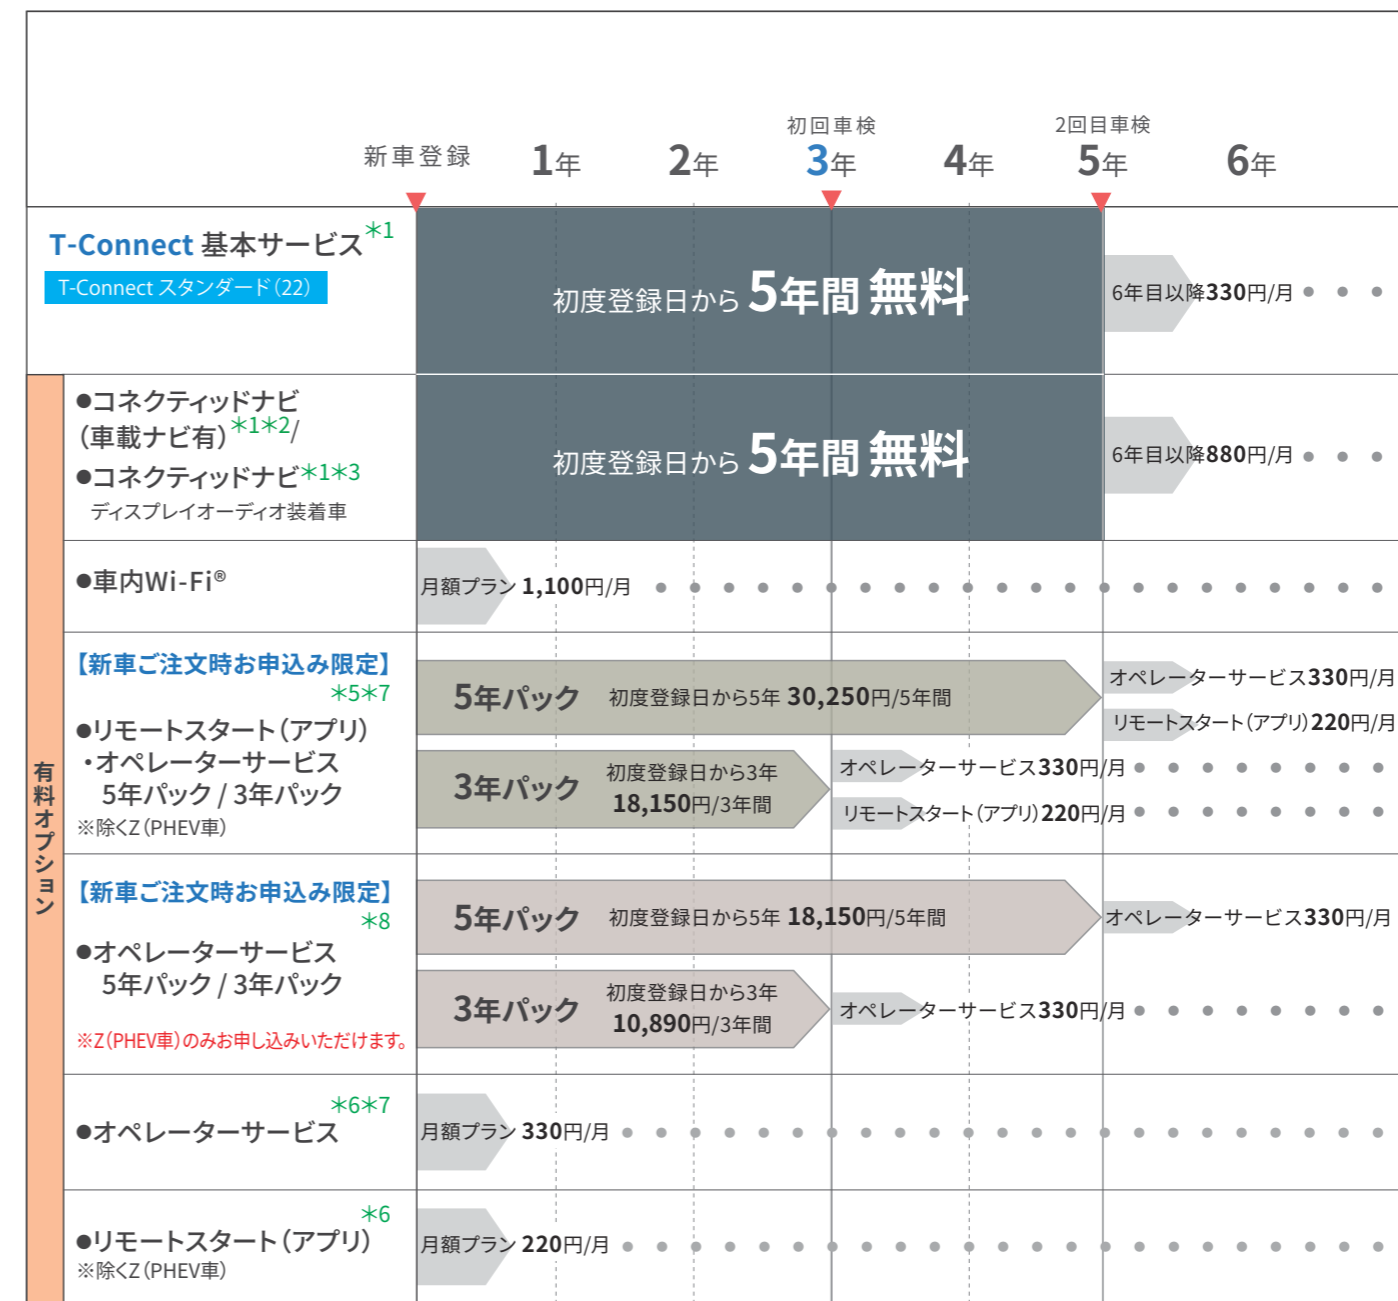 初回車検
2回目車検
新車登録 1年 2年 3年 4年 5年 6年
T-Connect 基本サービス＊1
T-Connect スタンダード（22）
初度登録日から 5年間 無料
6年目以降330円/月
有料オプション
●コネクティッドナビ
（車載ナビ有）＊1＊2/
●コネクティッドナビ＊1＊3
ディスプレイオーディオ装着車
初度登録日から 5年間 無料
6年目以降880円/月
●車内Wi-Fi®
月額プラン 1,100円/月
【新車ご注文時お申込み限定】
＊5＊7
●リモートスタート（アプリ）
・オペレーターサービス
5年パック / 3年パック
※除くZ（PHEV車）
5年パック 初度登録日から5年 30,250円/5年間
オペレーターサービス330円/月
リモートスタート（アプリ）220円/月
3年パック
初度登録日から3年
18,150円/3年間
オペレーターサービス330円/月
リモートスタート（アプリ）220円/月
【新車ご注文時お申込み限定】
＊8
●オペレーターサービス
5年パック / 3年パック
※Z（PHEV車）のみお申し込みいただけます。
5年パック 初度登録日から5年 18,150円/5年間
オペレーターサービス330円/月
3年パック
初度登録日から3年
10,890円/3年間
オペレーターサービス330円/月
＊6＊7
●オペレーターサービス
月額プラン 330円/月
＊6
●リモートスタート（アプリ）
※除くZ（PHEV車）
月額プラン 220円/月